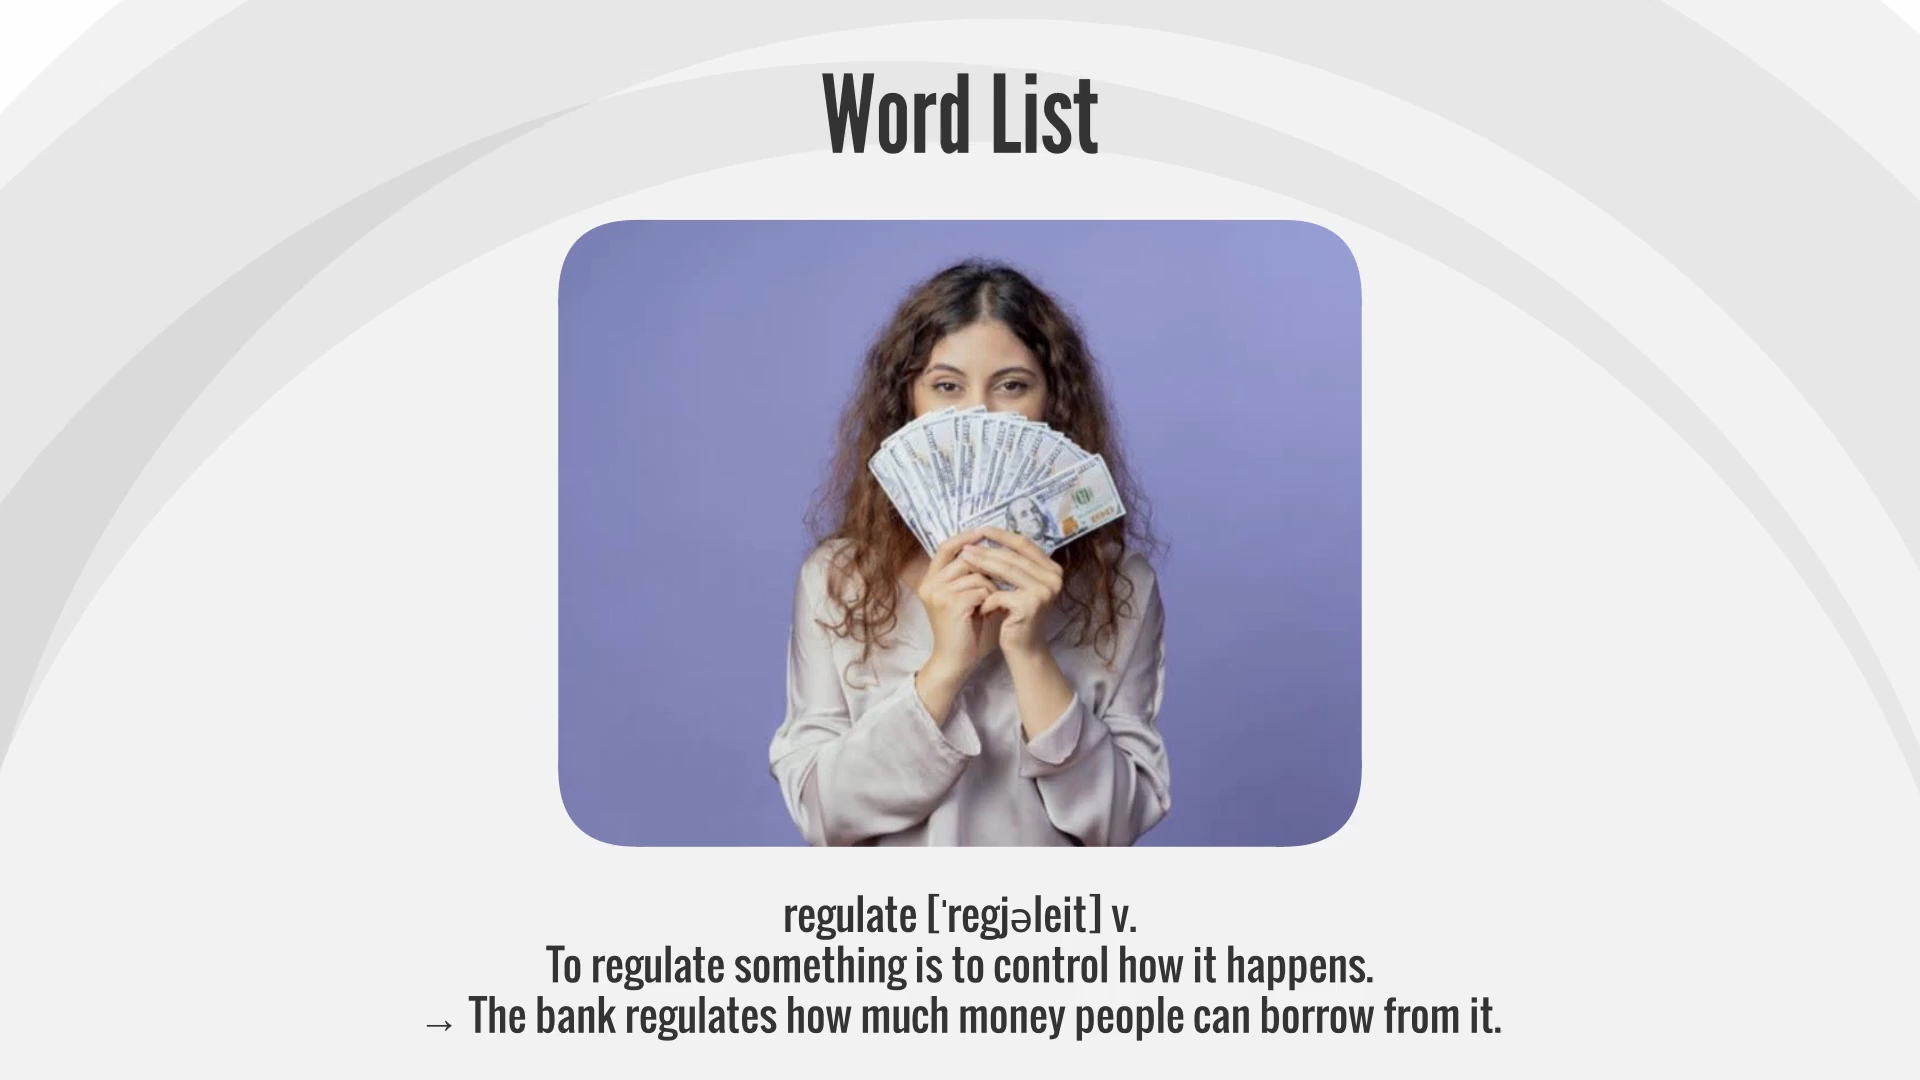 Word List
regulate [ˈregjəleit] v.
To regulate something is to control how it happens.
→ The bank regulates how much money people can borrow from it.